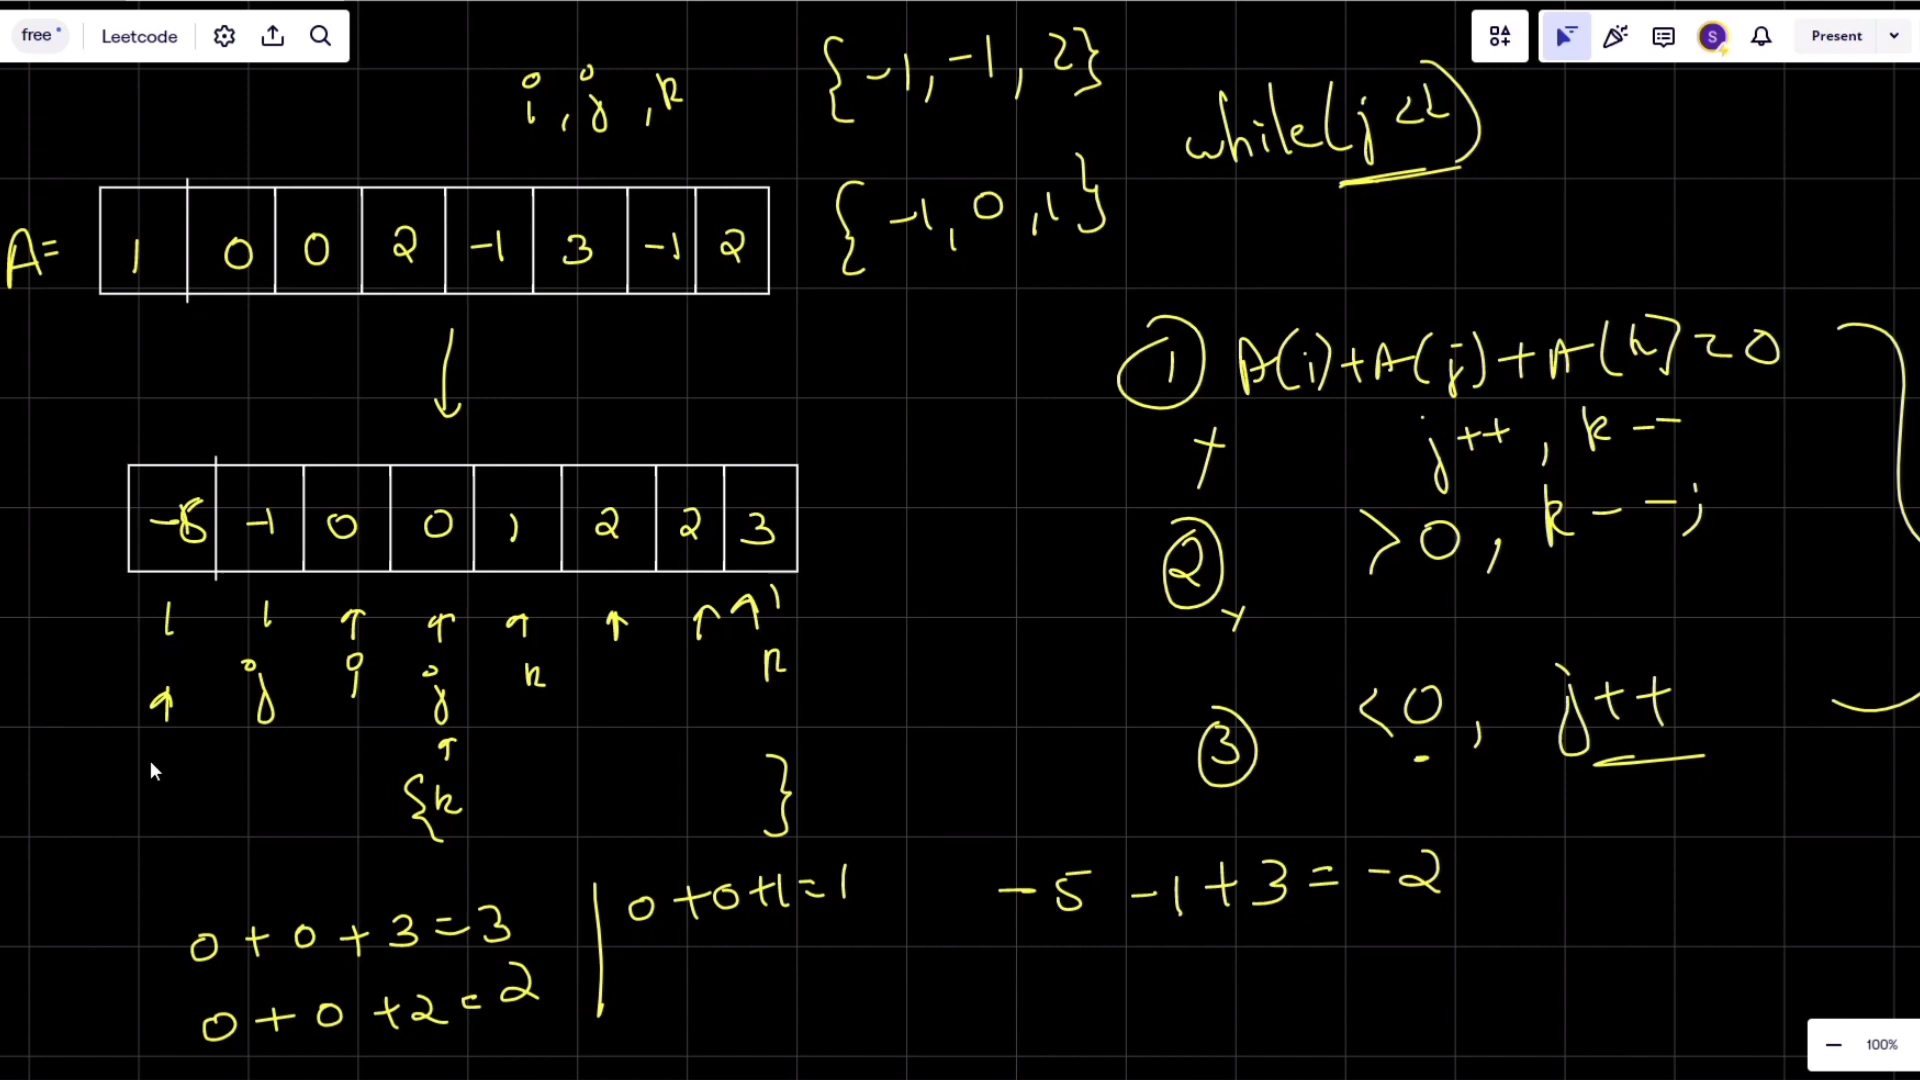 free Leetcode Present
i, j, k {-1, -1, 2} while(j<k)
{-1, 0, 1}
A= 1 0 0 2 -1 3 -1 2
① A(i)+A(j)+A(k]=0
j++, k--
② >0, k--;
-5 -1 0 0 1 2 2 3
i j j j k k
③ <0, j++
{k }
-5 -1+3=-2
0+0+3=3 0+0+1=1
0+0+2=2
100%